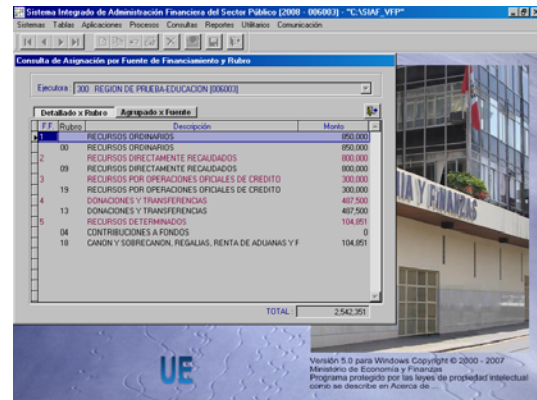 Sistema Integrado de Administración Financiera del Sector Público [2000 - 006003] - "C:\SIAF_VFP"
Sistemas Tablas Aplicaciones Procesos Consultas Reportes Utilitarios Comunicación
Consulta de Asignación por Fuente de Financiamiento y Rubro
Ejecutora : 300 REGION DE PRUEBA-EDUCACION [006003]
Detallado x Rubro Agrupado x Fuente
F.F. Rubro Descripción Monto
1 RECURSOS ORDINARIOS 850,000
00 RECURSOS ORDINARIOS 850,000
2 RECURSOS DIRECTAMENTE RECAUDADOS 800,000
09 RECURSOS DIRECTAMENTE RECAUDADOS 800,000
3 RECURSOS POR OPERACIONES OFICIALES DE CREDITO 300,000
19 RECURSOS POR OPERACIONES OFICIALES DE CREDITO 300,000
4 DONACIONES Y TRANSFERENCIAS 487,500
13 DONACIONES Y TRANSFERENCIAS 487,500
5 RECURSOS DETERMINADOS 104,851
04 CONTRIBUCIONES A FONDOS 0
18 CANON Y SOBRECANON, REGALIAS, RENTA DE ADUANAS Y F 104,851
TOTAL : 2,542,351
IA Y FINANZAS
UE
Versión 5.0 para Windows Copyright © 2000 - 2007
Ministerio de Economía y Finanzas
Programa protegido por las leyes de propiedad intelectual
como se describe en Acerca de ...